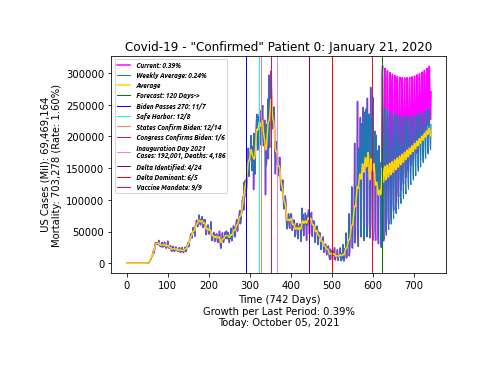 Covid-19 - "Confirmed" Patient 0: January 21, 2020
US Cases (Mil): 69,469,164
Mortality: 703,278 (Rate: 1.60%)
300000
250000
200000
150000
100000
50000
0
Current: 0.39%
Weekly Average: 0.24%
Average
Forecast: 120 Days->
Biden Passes 270: 11/7
Safe Harbor: 12/8
States Confirm Biden: 12/14
Congress Confirms Biden: 1/6
Inauguration Day 2021
Cases: 192,001, Deaths: 4,186
Delta Identified: 4/24
Delta Dominant: 6/5
Vaccine Mandate: 9/9
0 100 200 300 400 500 600 700
Time (742 Days)
Growth per Last Period: 0.39%
Today: October 05, 2021